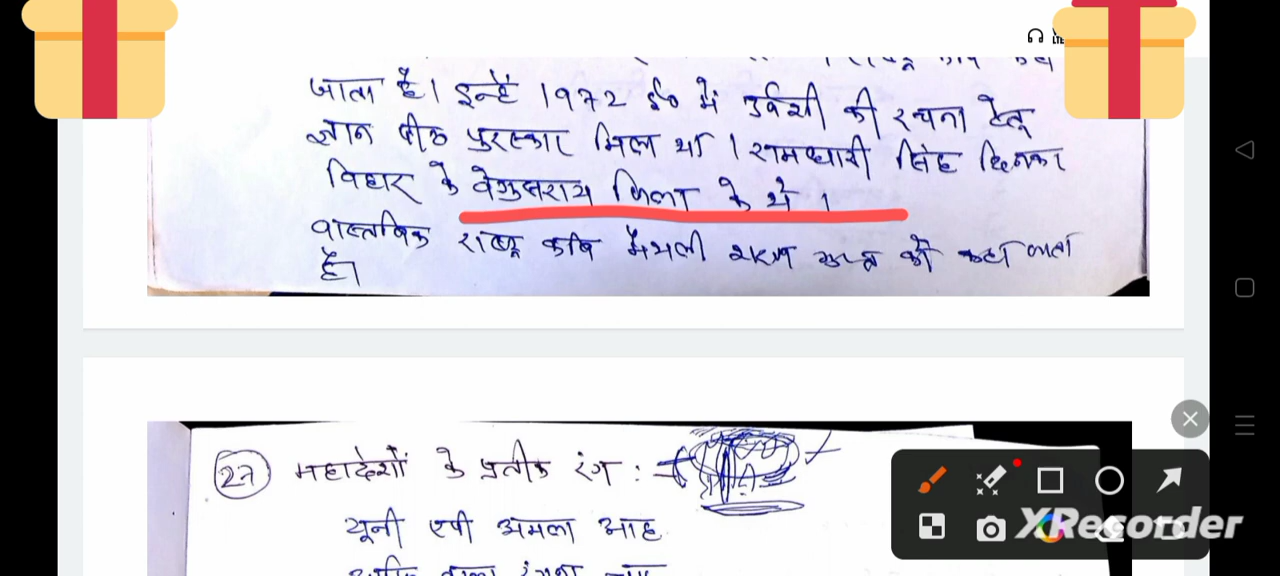 जाता है। इन्हें 1972 ई० में उर्वशी की रचना हेतू
ज्ञान पीठ पुरस्कार मिल था। रामधारी सिंह दिनकर
विहार के वेगुसराय जिला के थे।
वास्तविक राष्ट्र कवि मैथली शरण गुप्त को कहा जाता
है।
27 महादेशों के प्रतीक रंग :-
यूनी एपी अमला आह
XRecorder